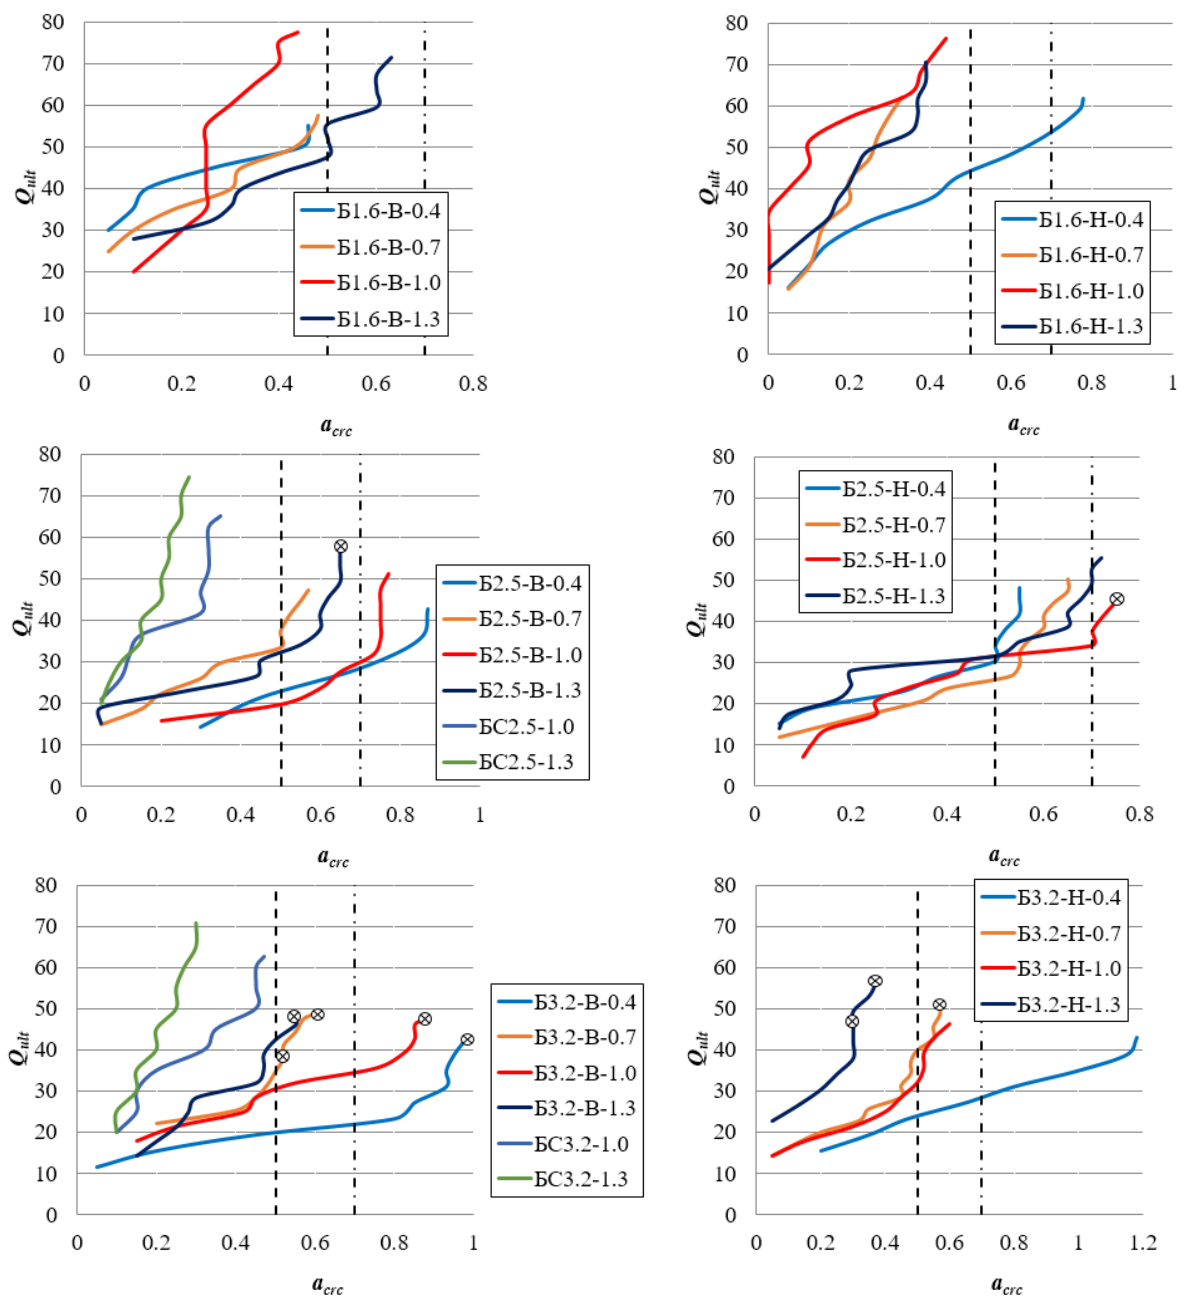 80
70
60
50
40
30
20
10
0
Qult
Б1.6-В-0.4
Б1.6-В-0.7
Б1.6-В-1.0
Б1.6-В-1.3
0 0.2 0.4 0.6 0.8
acrc
80
70
60
50
40
30
20
10
0
Qult
Б1.6-Н-0.4
Б1.6-Н-0.7
Б1.6-Н-1.0
Б1.6-Н-1.3
0 0.2 0.4 0.6 0.8 1
acrc
80
70
60
50
40
30
20
10
0
Qult
Б2.5-В-0.4
Б2.5-В-0.7
Б2.5-В-1.0
Б2.5-В-1.3
БС2.5-1.0
БС2.5-1.3
0 0.2 0.4 0.6 0.8 1
acrc
80
70
60
50
40
30
20
10
0
Qult
Б2.5-Н-0.4
Б2.5-Н-0.7
Б2.5-Н-1.0
Б2.5-Н-1.3
0 0.2 0.4 0.6 0.8
acrc
80
70
60
50
40
30
20
10
0
Qult
Б3.2-В-0.4
Б3.2-В-0.7
Б3.2-В-1.0
Б3.2-В-1.3
БС3.2-1.0
БС3.2-1.3
0 0.2 0.4 0.6 0.8 1
acrc
80
70
60
50
40
30
20
10
0
Qult
Б3.2-Н-0.4
Б3.2-Н-0.7
Б3.2-Н-1.0
Б3.2-Н-1.3
0 0.2 0.4 0.6 0.8 1 1.2
acrc